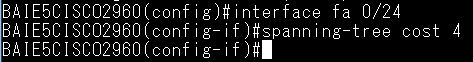 BAIE5CISCO2960(config)#interface fa 0/24
BAIE5CISCO2960(config-if)#spanning-tree cost 4
BAIE5CISCO2960(config-if)#